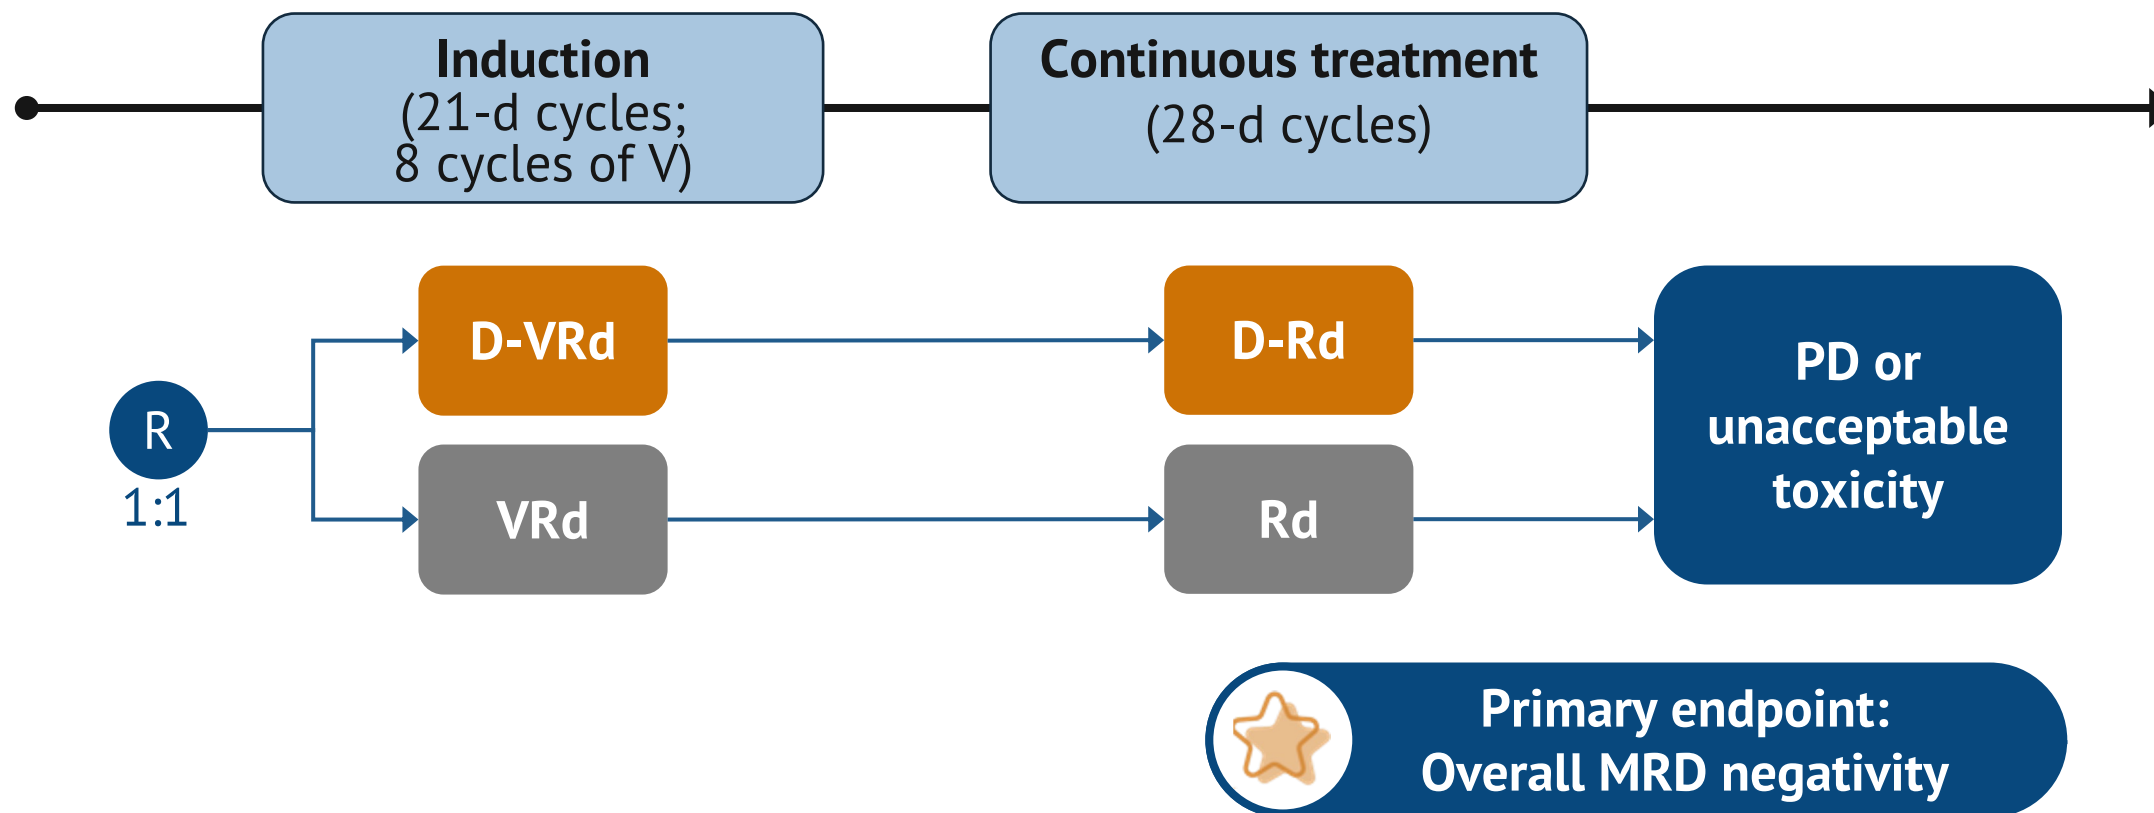 Induction
(21-d cycles;
8 cycles of V)
Continuous treatment
(28-d cycles)
R
1:1
D-VRd
D-Rd
VRd
Rd
PD or
unacceptable
toxicity
Primary endpoint:
Overall MRD negativity